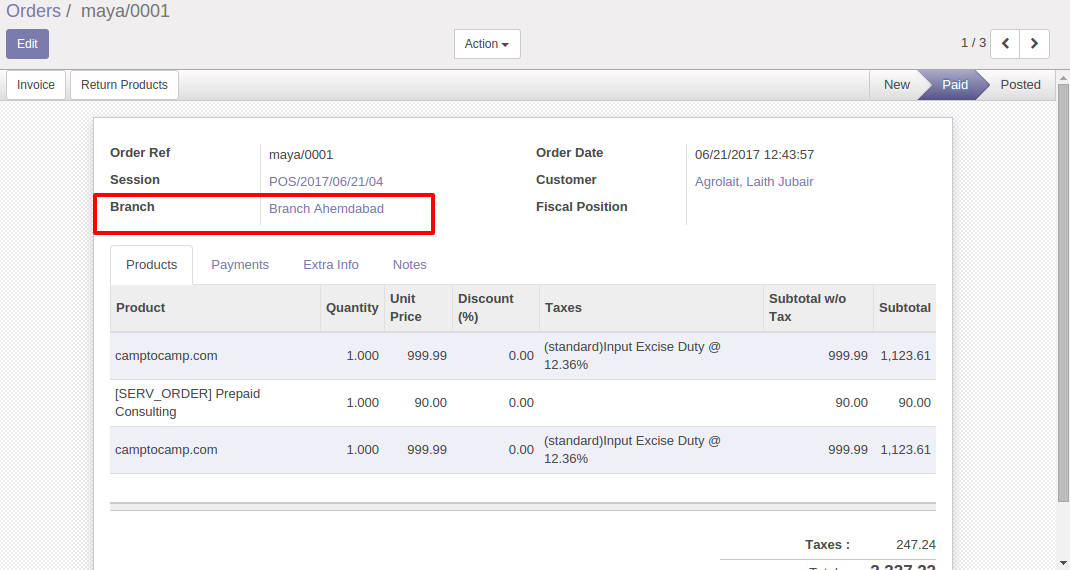 Orders / maya/0001
Edit
Action
1 / 3
Invoice
Return Products
New
Paid
Posted
Order Ref
maya/0001
Order Date
06/21/2017 12:43:57
Session
POS/2017/06/21/04
Customer
Agrolait, Laith Jubair
Branch
Branch Ahemdabad
Fiscal Position
Products
Payments
Extra Info
Notes
Product
Quantity
Unit
Price
Discount
(%)
Taxes
Subtotal w/o
Tax
Subtotal
camptocamp.com
1.000
999.99
0.00
(standard)Input Excise Duty @
12.36%
999.99
1,123.61
[SERV_ORDER] Prepaid
Consulting
1.000
90.00
0.00
90.00
90.00
camptocamp.com
1.000
999.99
0.00
(standard)Input Excise Duty @
12.36%
999.99
1,123.61
Taxes :
247.24